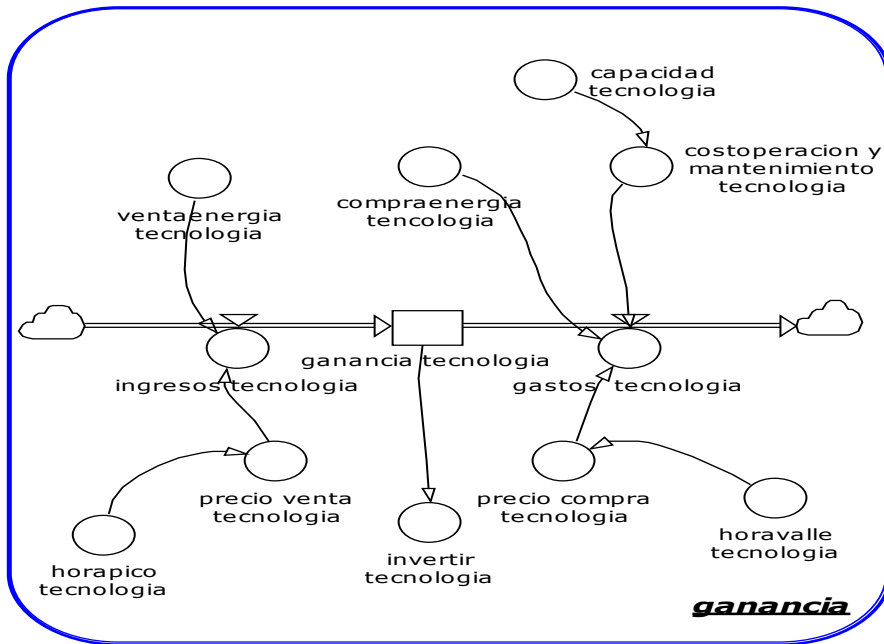 capacidad
tecnologia
costoperacion y
mantenimiento
tecnologia
ventaenergia
tecnologia
compraenergia
tencologia
ingresos tecnologia
ganancia tecnologia
gastos tecnologia
precio venta
tecnologia
precio compra
tecnologia
horapico
tecnologia
invertir
tecnologia
horavalle
tecnologia
ganancia